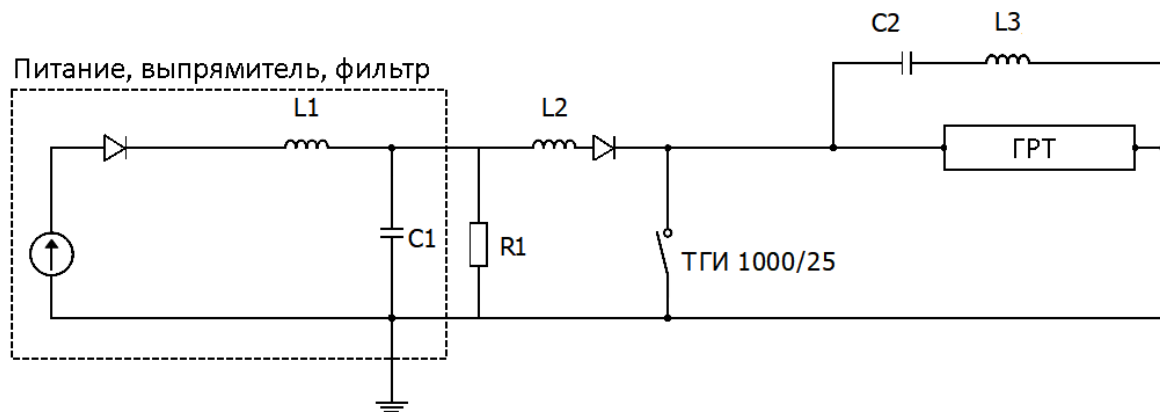 C2
L3
Питание, выпрямитель, фильтр
L1
L2
ГРТ
C1
R1
ТГИ 1000/25